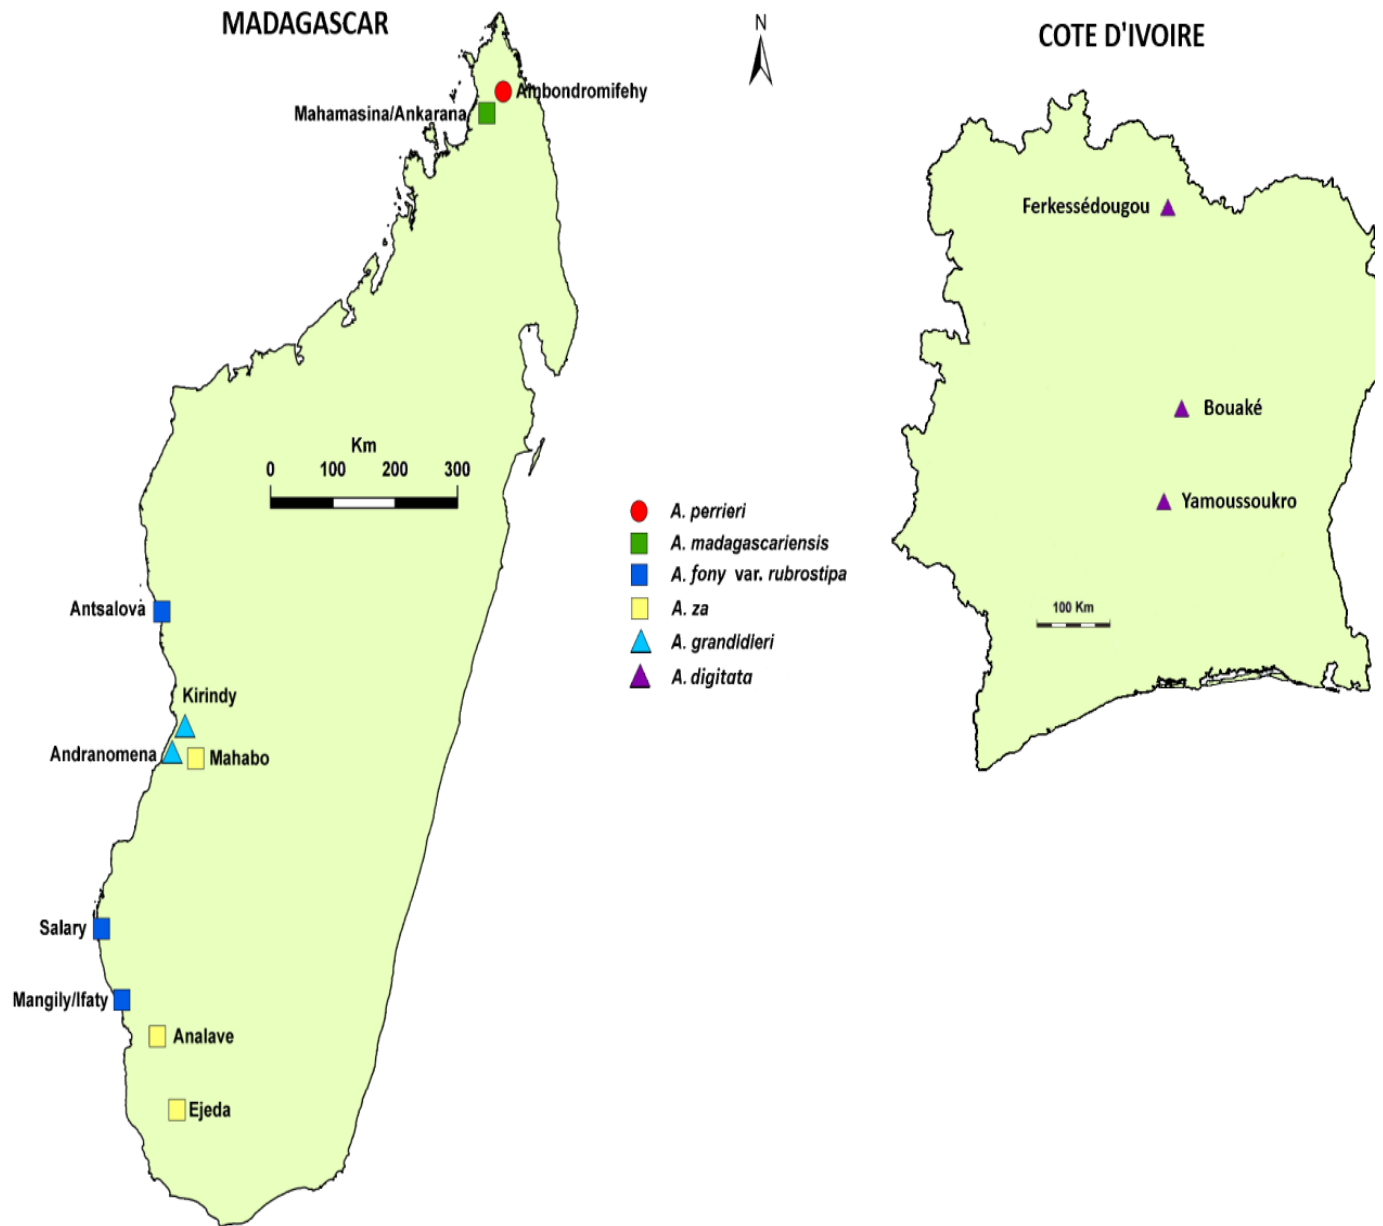 MADAGASCAR
N
COTE D'IVOIRE
Ambondromifehy
Mahamasina/Ankarana
Ferkessédougou
Bouaké
Km
0 100 200 300
Yamoussoukro
A. perrieri
A. madagascariensis
A. fony var. rubrostipa
A. za
A. grandidieri
A. digitata
100 Km
Antsalova
Kirindy
Andranomena
Mahabo
Salary
Mangily/Ifaty
Analave
Ejeda